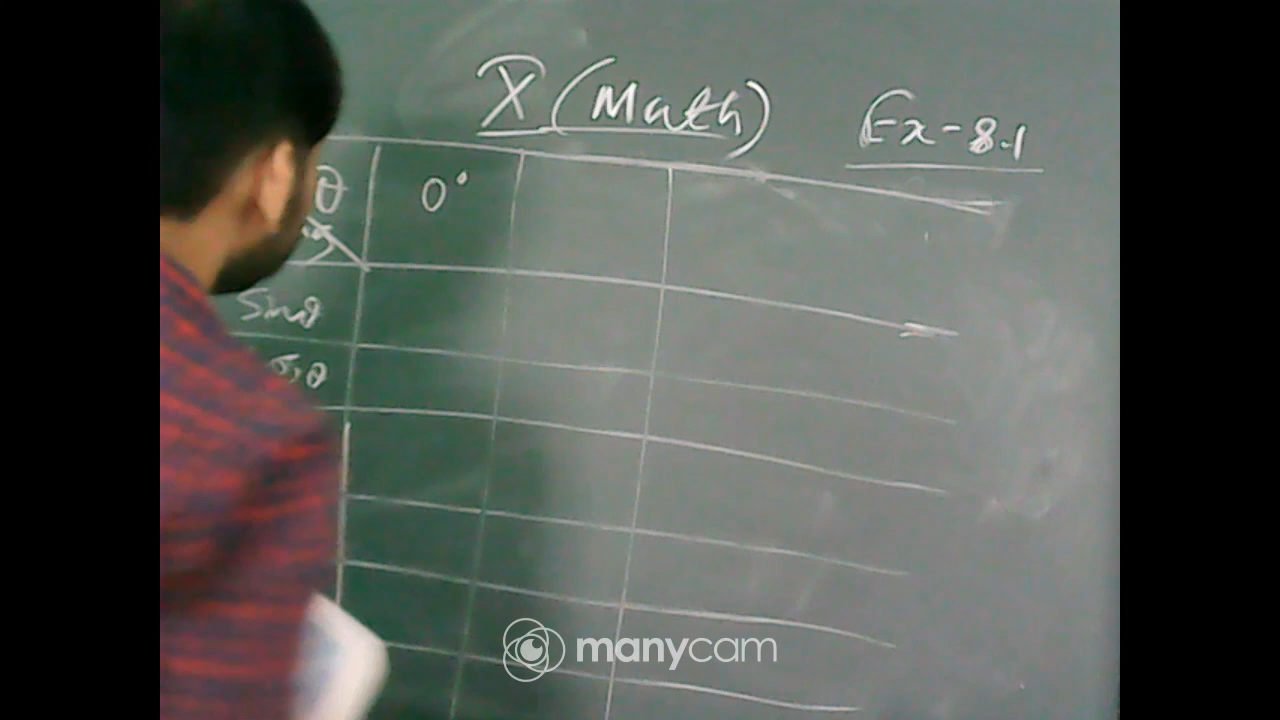 X (Math) Ex-8.1
θ 0°
Sinθ
manycam